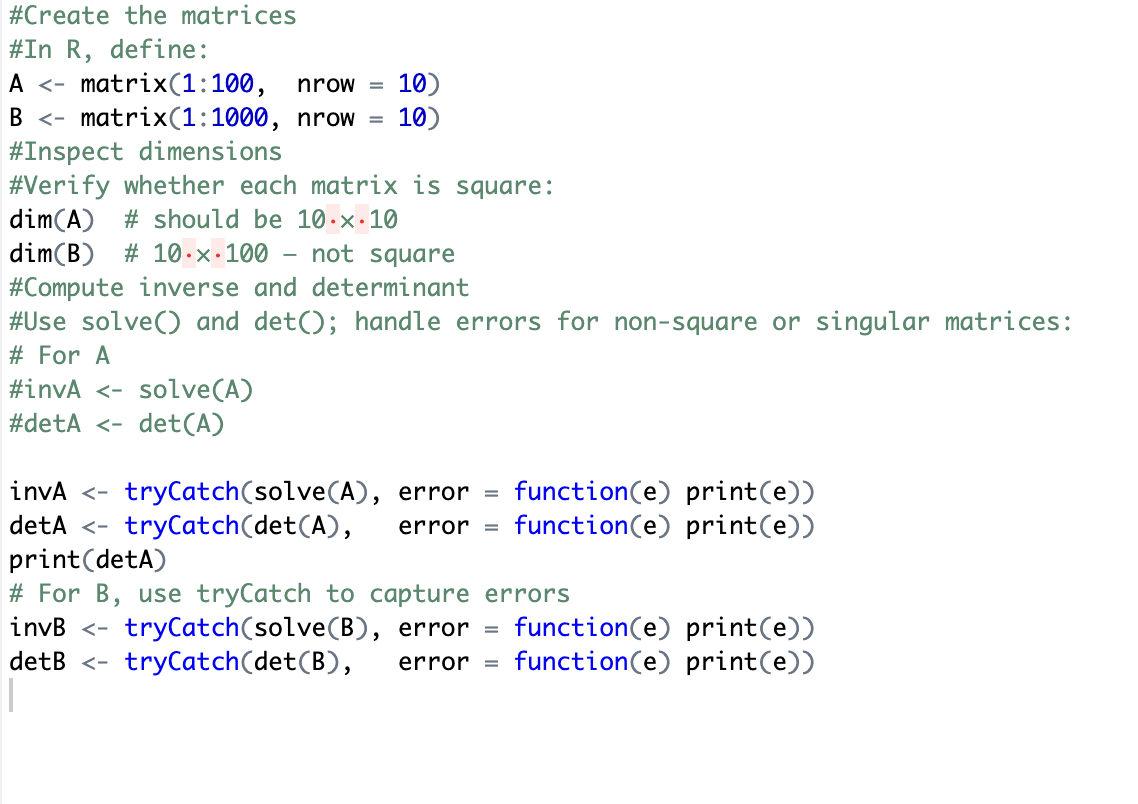 #Create the matrices
#In R, define:
A <- matrix(1:100,  nrow = 10)
B <- matrix(1:1000, nrow = 10)
#Inspect dimensions
#Verify whether each matrix is square:
dim(A)  # should be 10·×·10
dim(B)  # 10·×·100 – not square
#Compute inverse and determinant
#Use solve() and det(); handle errors for non-square or singular matrices:
# For A
#invA <- solve(A)
#detA <- det(A)
invA <- tryCatch(solve(A), error = function(e) print(e))
detA <- tryCatch(det(A),   error = function(e) print(e))
print(detA)
# For B, use tryCatch to capture errors
invB <- tryCatch(solve(B), error = function(e) print(e))
detB <- tryCatch(det(B),   error = function(e) print(e))